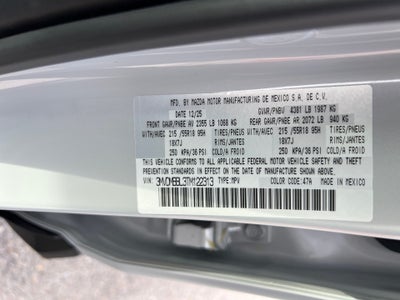 MFD. BY MAZDA MOTOR MANUFACTURING DE MEXICO S.A. DE C.V.
DATE 12/25 GVWR/PNBV 4381 LB 1987 KG
FRONT GAWR/PNBE AV 2355 LB 1068 KG REAR GAWR/PNBE AR 2072 LB 940 KG
WITH/AVEC 215/55R18 95H TIRES/PNEUS WITH/AVEC 215/55R18 95H TIRES/PNEUS
18X7J RIMS/JANTES 18X7J RIMS/JANTES
250 KPA/36 PSI COLD/A FROID 250 KPA/36 PSI COLD/A FROID
THIS VEHICLE CONFORMS TO ALL APPLICABLE FEDERAL MOTOR VEHICLE SAFETY, BUMPER, AND THEFT
PREVENTION STANDARDS IN EFFECT ON THE DATE OF MANUFACTURE SHOWN ABOVE.
VIN: TYPE:MPV COLOR:47A MADE IN MEXICO